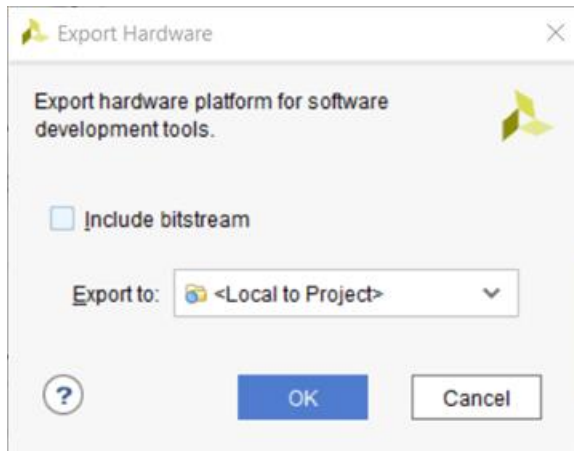 Export Hardware
Export hardware platform for software
development tools.
Include bitstream
Export to: <Local to Project>
? OK Cancel